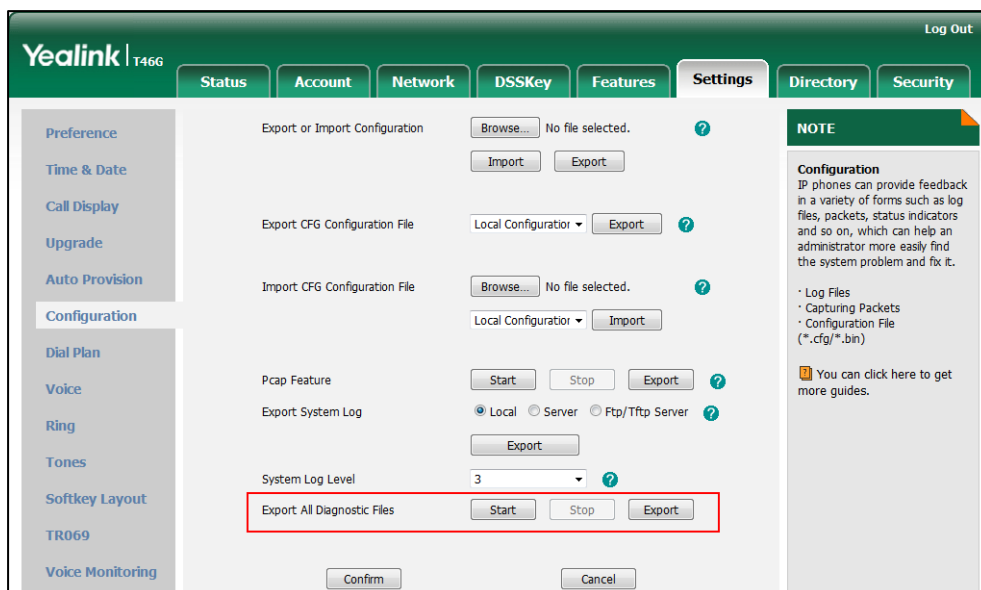 Log Out
Yealink T46G
Status Account Network DSSKey Features Settings Directory Security
Preference
Time & Date
Call Display
Upgrade
Auto Provision
Configuration
Dial Plan
Voice
Ring
Tones
Softkey Layout
TR069
Voice Monitoring
Export or Import Configuration Browse... No file selected. ?
Import Export
Export CFG Configuration File Local Configuration Export ?
Import CFG Configuration File Browse... No file selected. ?
Local Configuration Import
Pcap Feature Start Stop Export ?
Export System Log Local Server Ftp/Tftp Server ?
Export
System Log Level 3 ?
Export All Diagnostic Files Start Stop Export
Confirm Cancel
NOTE
Configuration
IP phones can provide feedback
in a variety of forms such as log
files, packets, status indicators
and so on, which can help an
administrator more easily find
the system problem and fix it.
· Log Files
· Capturing Packets
· Configuration File
(*.cfg/*.bin)
? You can click here to get
more guides.